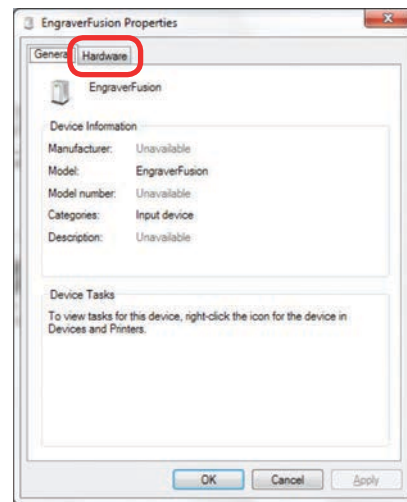 EngraverFusion Properties
General Hardware
EngraverFusion
Device Information
Manufacturer: Unavailable
Model: EngraverFusion
Model number: Unavailable
Categories: Input device
Description: Unavailable
Device Tasks
To view tasks for this device, right-click the icon for the device in
Devices and Printers.
OK Cancel Apply